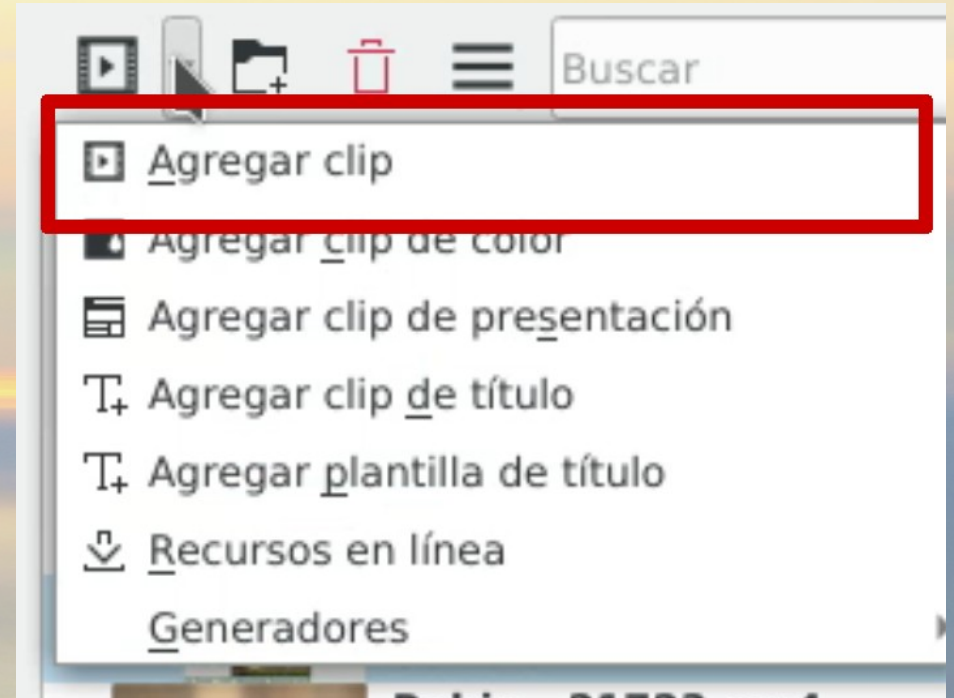 Buscar
Agregar clip
Agregar clip de color
Agregar clip de presentación
Agregar clip de título
Agregar plantilla de título
Recursos en línea
Generadores